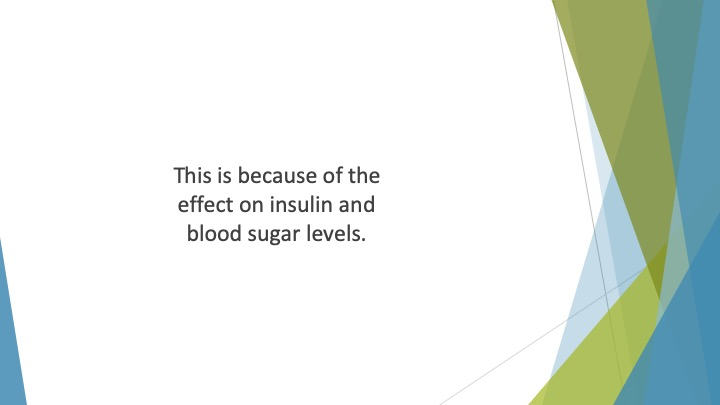 This is because of the
effect on insulin and
blood sugar levels.